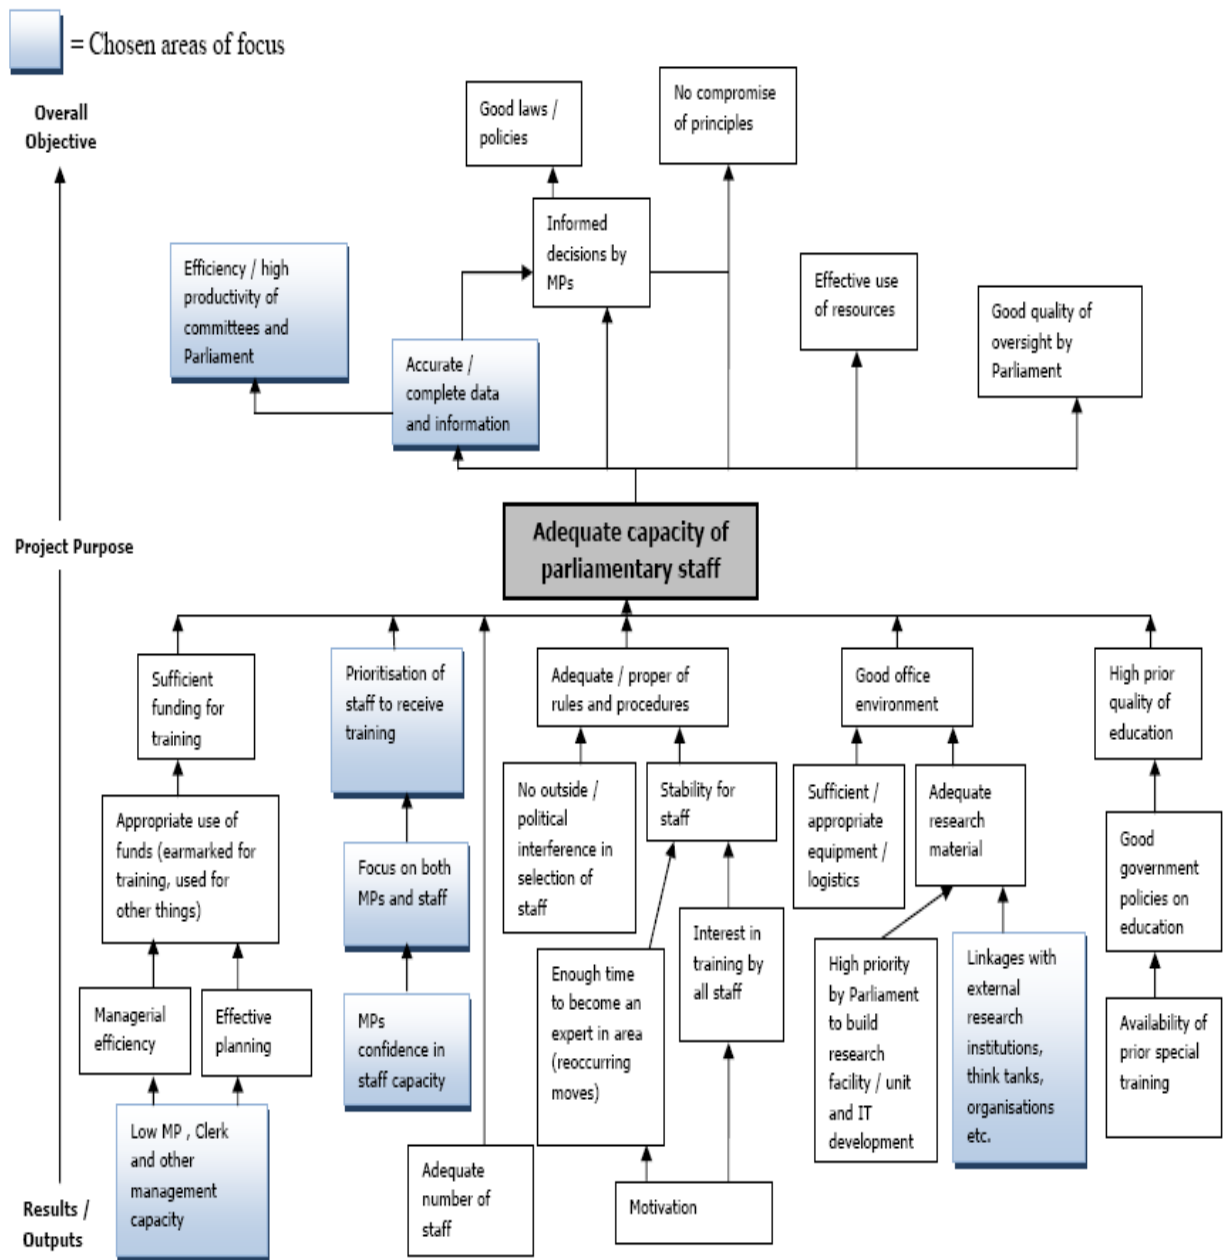 = Chosen areas of focus
Overall
Objective
Good laws /
policies
No compromise
of principles
Informed
decisions by
MPs
Efficiency / high
productivity of
committees and
Parliament
Effective use
of resources
Good quality of
oversight by
Parliament
Accurate /
complete data
and information
Project Purpose
Adequate capacity of
parliamentary staff
Sufficient
funding for
training
Prioritisation of
staff to receive
training
Adequate / proper of
rules and procedures
Good office
environment
High prior
quality of
education
Appropriate use of
funds (earmarked for
training, used for
other things)
Focus on both
MPs and staff
No outside /
political
interference in
selection of
staff
Stability for
staff
Sufficient /
appropriate
equipment /
logistics
Adequate
research
material
Good
government
policies on
education
Managerial
efficiency
Effective
planning
MPs
confidence in
staff capacity
Enough time
to become an
expert in area
(reoccurring
moves)
Interest in
training by
all staff
High priority
by Parliament
to build
research
facility / unit
and IT
development
Linkages with
external
research
institutions,
think tanks,
organisations
etc.
Availability of
prior special
training
Low MP , Clerk
and other
management
capacity
Adequate
number of
staff
Motivation
Results /
Outputs